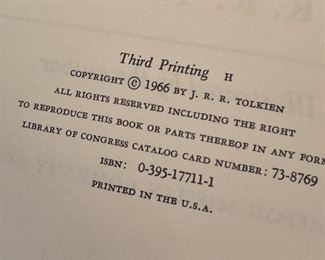 Third Printing H
COPYRIGHT © 1966 BY J. R. R. TOLKIEN
ALL RIGHTS RESERVED INCLUDING THE RIGHT
TO REPRODUCE THIS BOOK OR PARTS THEREOF IN ANY FORM
LIBRARY OF CONGRESS CATALOG CARD NUMBER: 73-8769
ISBN: 0-395-17711-1
PRINTED IN THE U.S.A.